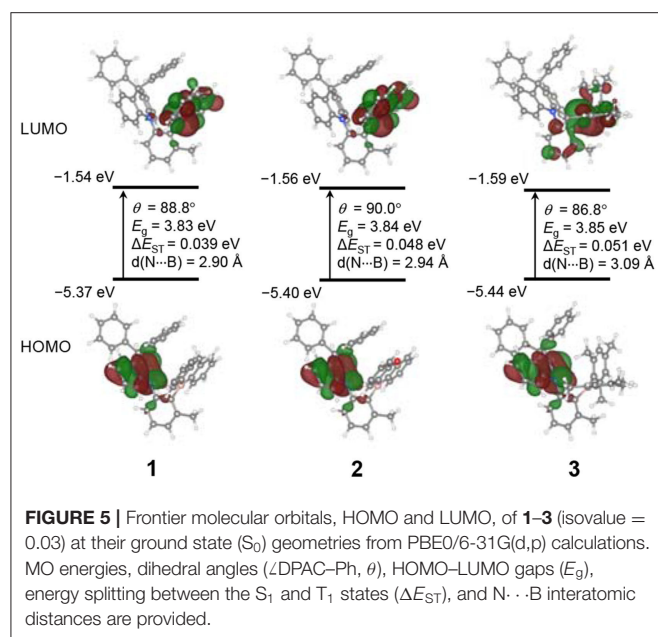 LUMO
−1.54 eV
θ = 88.8°
Eg = 3.83 eV
ΔEST = 0.039 eV
d(N···B) = 2.90 Å
−5.37 eV
−1.56 eV
θ = 90.0°
Eg = 3.84 eV
ΔEST = 0.048 eV
d(N···B) = 2.94 Å
−5.40 eV
−1.59 eV
θ = 86.8°
Eg = 3.85 eV
ΔEST = 0.051 eV
d(N···B) = 3.09 Å
−5.44 eV
HOMO
1
2
3
FIGURE 5 | Frontier molecular orbitals, HOMO and LUMO, of 1–3 (isovalue =
0.03) at their ground state (S0) geometries from PBE0/6-31G(d,p) calculations.
MO energies, dihedral angles (∠DPAC–Ph, θ), HOMO–LUMO gaps (Eg),
energy splitting between the S1 and T1 states (ΔEST), and N· · ·B interatomic
distances are provided.